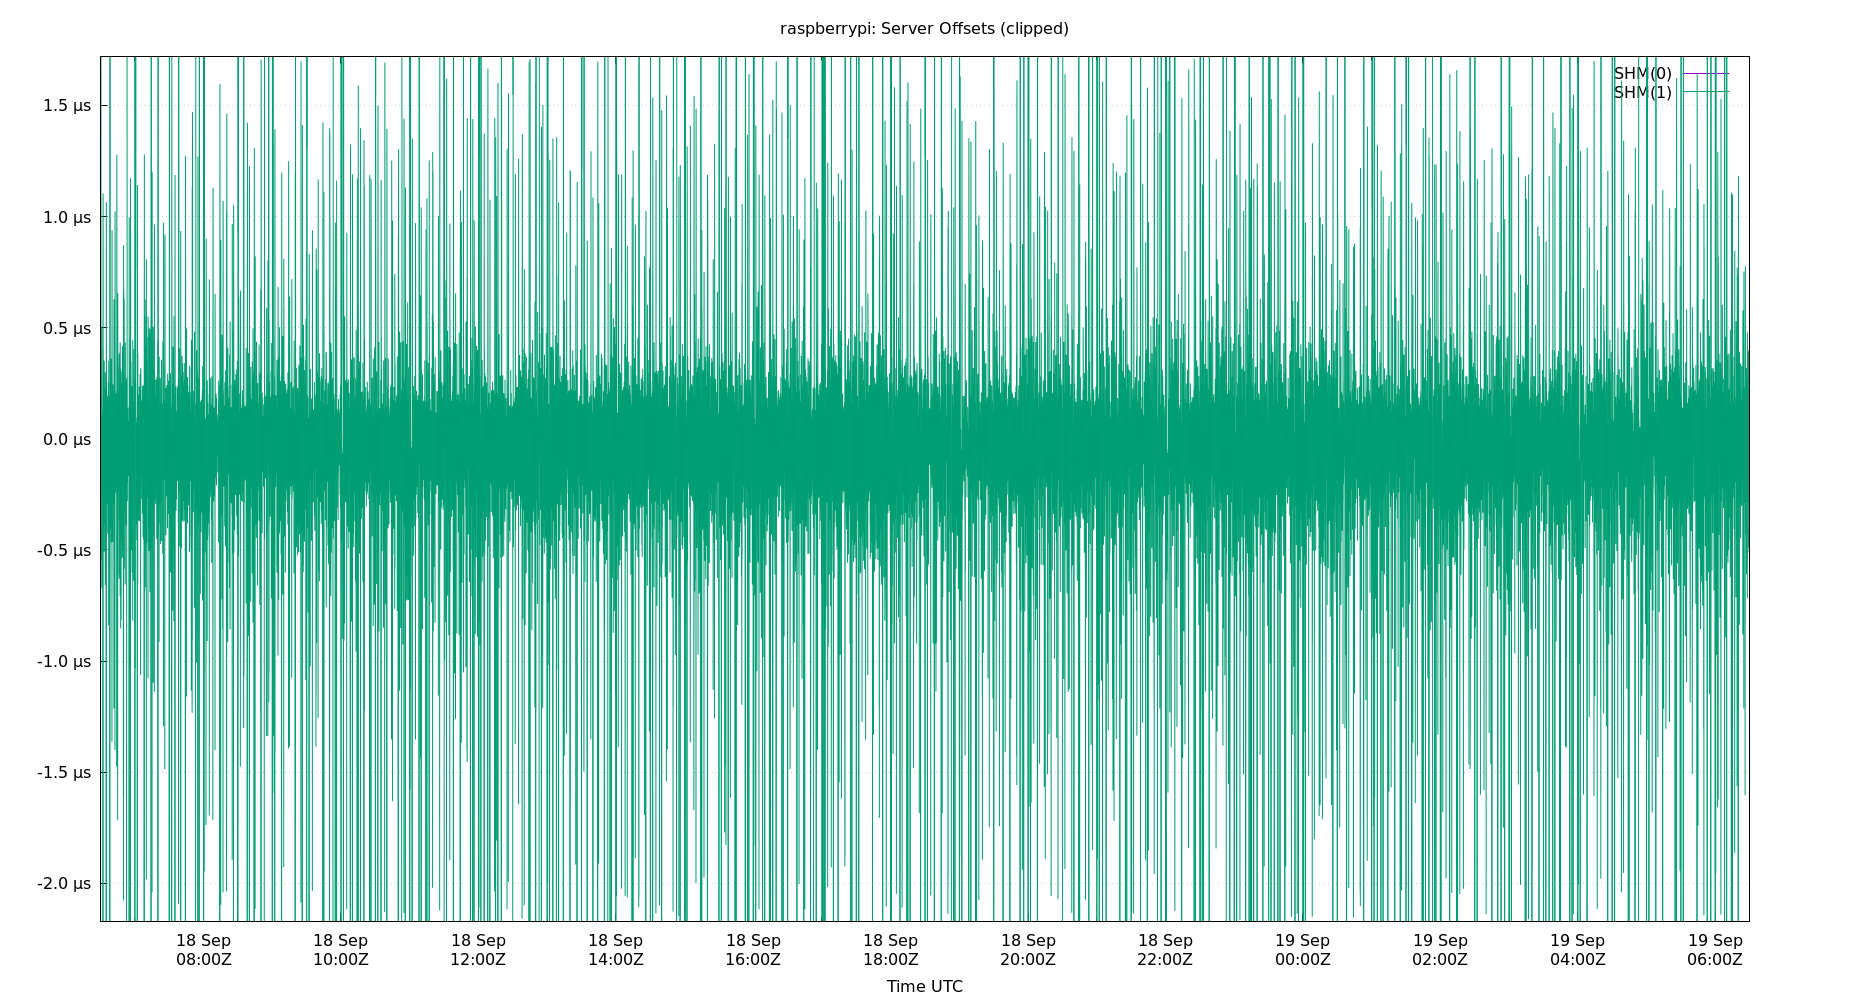 raspberrypi: Server Offsets (clipped)
SHM(0)
SHM(1)
1.5 μs
1.0 μs
0.5 μs
0.0 μs
-0.5 μs
-1.0 μs
-1.5 μs
-2.0 μs
18 Sep 18 Sep 18 Sep 18 Sep 18 Sep 18 Sep 18 Sep 18 Sep 19 Sep 19 Sep 19 Sep 19 Sep
08:00Z 10:00Z 12:00Z 14:00Z 16:00Z 18:00Z 20:00Z 22:00Z 00:00Z 02:00Z 04:00Z 06:00Z
Time UTC